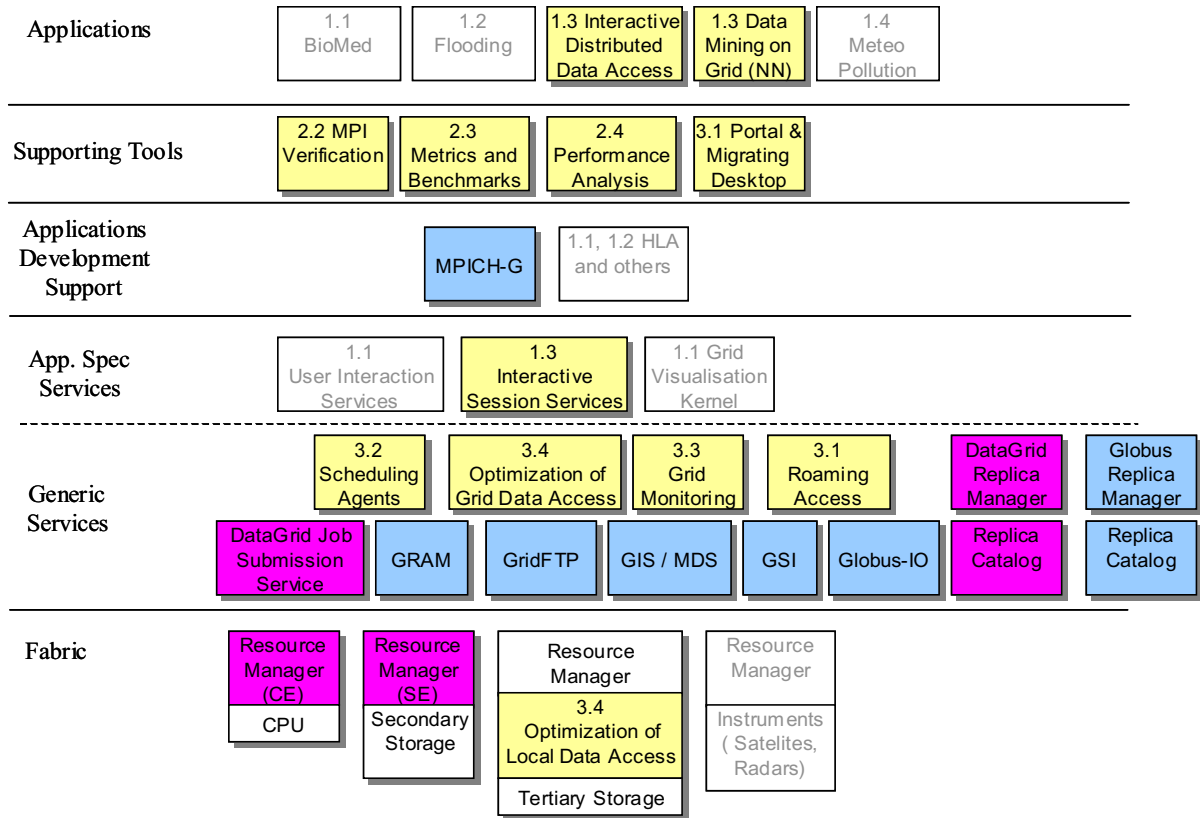 Applications
1.1
BioMed
1.2
Flooding
1.3 Interactive
Distributed
Data Access
1.3 Data
Mining on
Grid (NN)
1.4
Meteo
Pollution
Supporting Tools
2.2 MPI
Verification
2.3
Metrics and
Benchmarks
2.4
Performance
Analysis
3.1 Portal &
Migrating
Desktop
Applications
Development
Support
MPICH-G
1.1, 1.2 HLA
and others
App. Spec
Services
1.1
User Interaction
Services
1.3
Interactive
Session Services
1.1 Grid
Visualisation
Kernel
Generic
Services
3.2
Scheduling
Agents
3.4
Optimization of
Grid Data Access
3.3
Grid
Monitoring
3.1
Roaming
Access
DataGrid
Replica
Manager
Globus
Replica
Manager
DataGrid Job
Submission
Service
GRAM
GridFTP
GIS / MDS
GSI
Globus-IO
Replica
Catalog
Replica
Catalog
Fabric
Resource
Manager
(CE)
CPU
Resource
Manager
(SE)
Secondary
Storage
Resource
Manager
3.4
Optimization of
Local Data Access
Tertiary Storage
Resource
Manager
Instruments
( Satelites,
Radars)